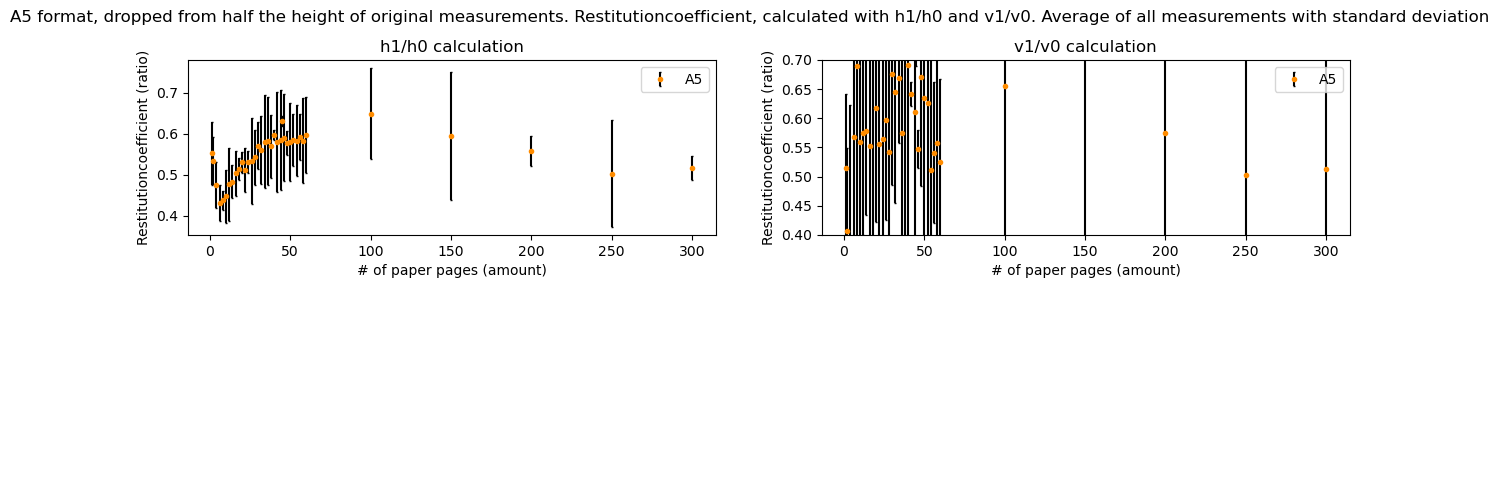 A5 format, dropped from half the height of original measurements. Restitutioncoefficient, calculated with h1/h0 and v1/v0. Average of all measurements with standard deviation
h1/h0 calculation
Restitutioncoefficient (ratio)
0.7
0.6
0.5
0.4
A5
0 50 100 150 200 250 300
# of paper pages (amount)
v1/v0 calculation
Restitutioncoefficient (ratio)
0.70
0.65
0.60
0.55
0.50
0.45
0.40
A5
0 50 100 150 200 250 300
# of paper pages (amount)